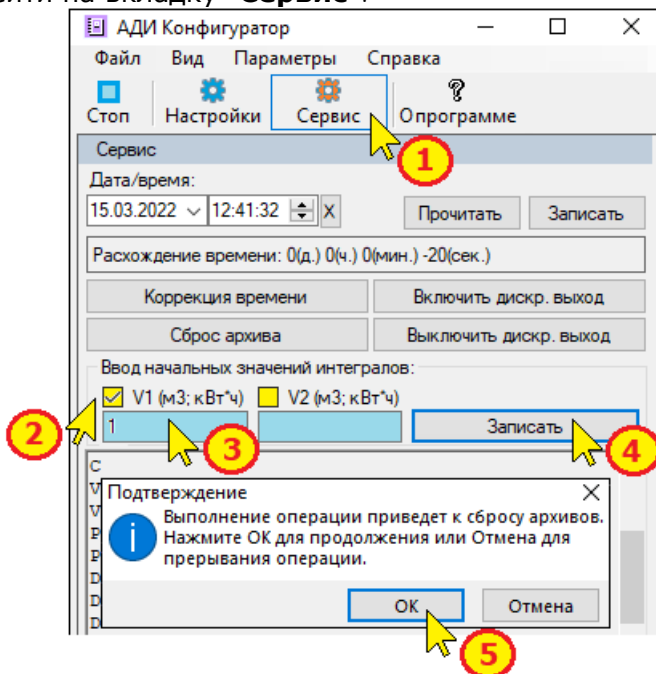 йти на вкладку "Сервис".
АДИ Конфигуратор
Файл Вид Параметры Справка
Стоп Настройки Сервис О программе
1
Сервис
Дата/время:
15.03.2022 12:41:32 X Прочитать Записать
Расхождение времени: 0(д.) 0(ч.) 0(мин.) -20(сек.)
Коррекция времени Включить дискр. выход
Сброс архива Выключить дискр. выход
Ввод начальных значений интегралов:
V1 (м3; кВт*ч) V2 (м3; кВт*ч)
2 1 3 Записать 4
С
V
V
P
P
D
D
D
Подтверждение
Выполнение операции приведет к сбросу архивов.
Нажмите ОК для продолжения или Отмена для
прерывания операции.
ОК Отмена
5